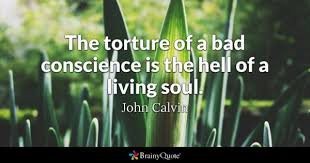 The torture of a bad
conscience is the hell of a
living soul.
John Calvin
BrainyQuote®